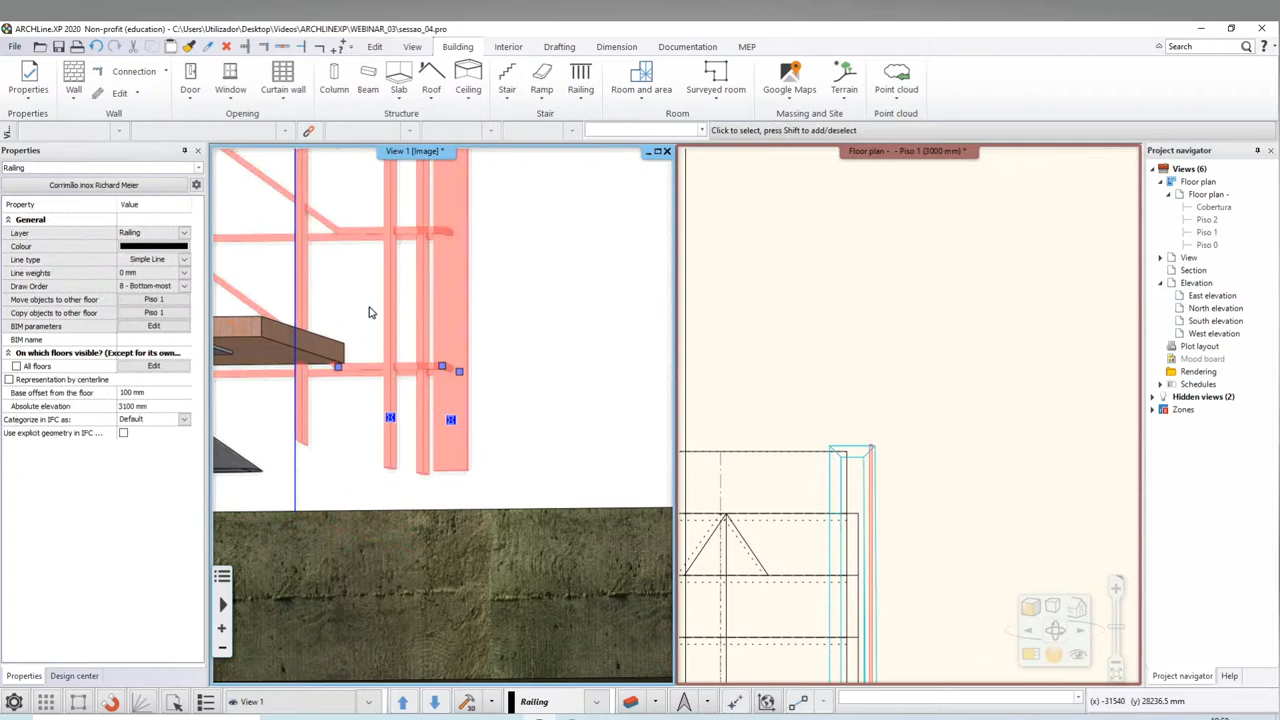 ARCHLine.XP 2020 Non-profit (education) - C:\Users\Utilizador\Desktop\Videos\ARCHLINEXP\WEBINAR_03\sessao_04.pro
File Edit View Building Interior Drafting Dimension Documentation MEP Search
Properties Wall Connection Edit Door Window Curtain wall Column Beam Slab Roof Ceiling Stair Ramp Railing Room and area Surveyed room Google Maps Terrain Point cloud
Properties Wall Opening Structure Stair Room Massing and Site Point cloud
Click to select, press Shift to add/deselect
Properties
Railing
Corrimão inox Richard Meier
Property Value
General
Layer Railing
Colour
Line type Simple Line
Line weights 0 mm
Draw Order 8 - Bottom-most
Move objects to other floor Piso 1
Copy objects to other floor Piso 1
BIM parameters Edit
BIM name
On which floors visible? (Except for its own...
All floors Edit
Representation by centerline
Base offset from the floor 100 mm
Absolute elevation 3100 mm
Categorize in IFC as: Default
Use explicit geometry in IFC ...
Properties Design center
View 1 [Image] *
Floor plan - - Piso 1 (3000 mm) *
Project navigator
Views (6)
Floor plan
Floor plan -
Cobertura
Piso 2
Piso 1
Piso 0
View
Section
Elevation
East elevation
North elevation
South elevation
West elevation
Plot layout
Mood board
Rendering
Schedules
Hidden views (2)
Zones
Project navigator Help
View 1
Railing
(x) -31540 (y) 28236.5 mm